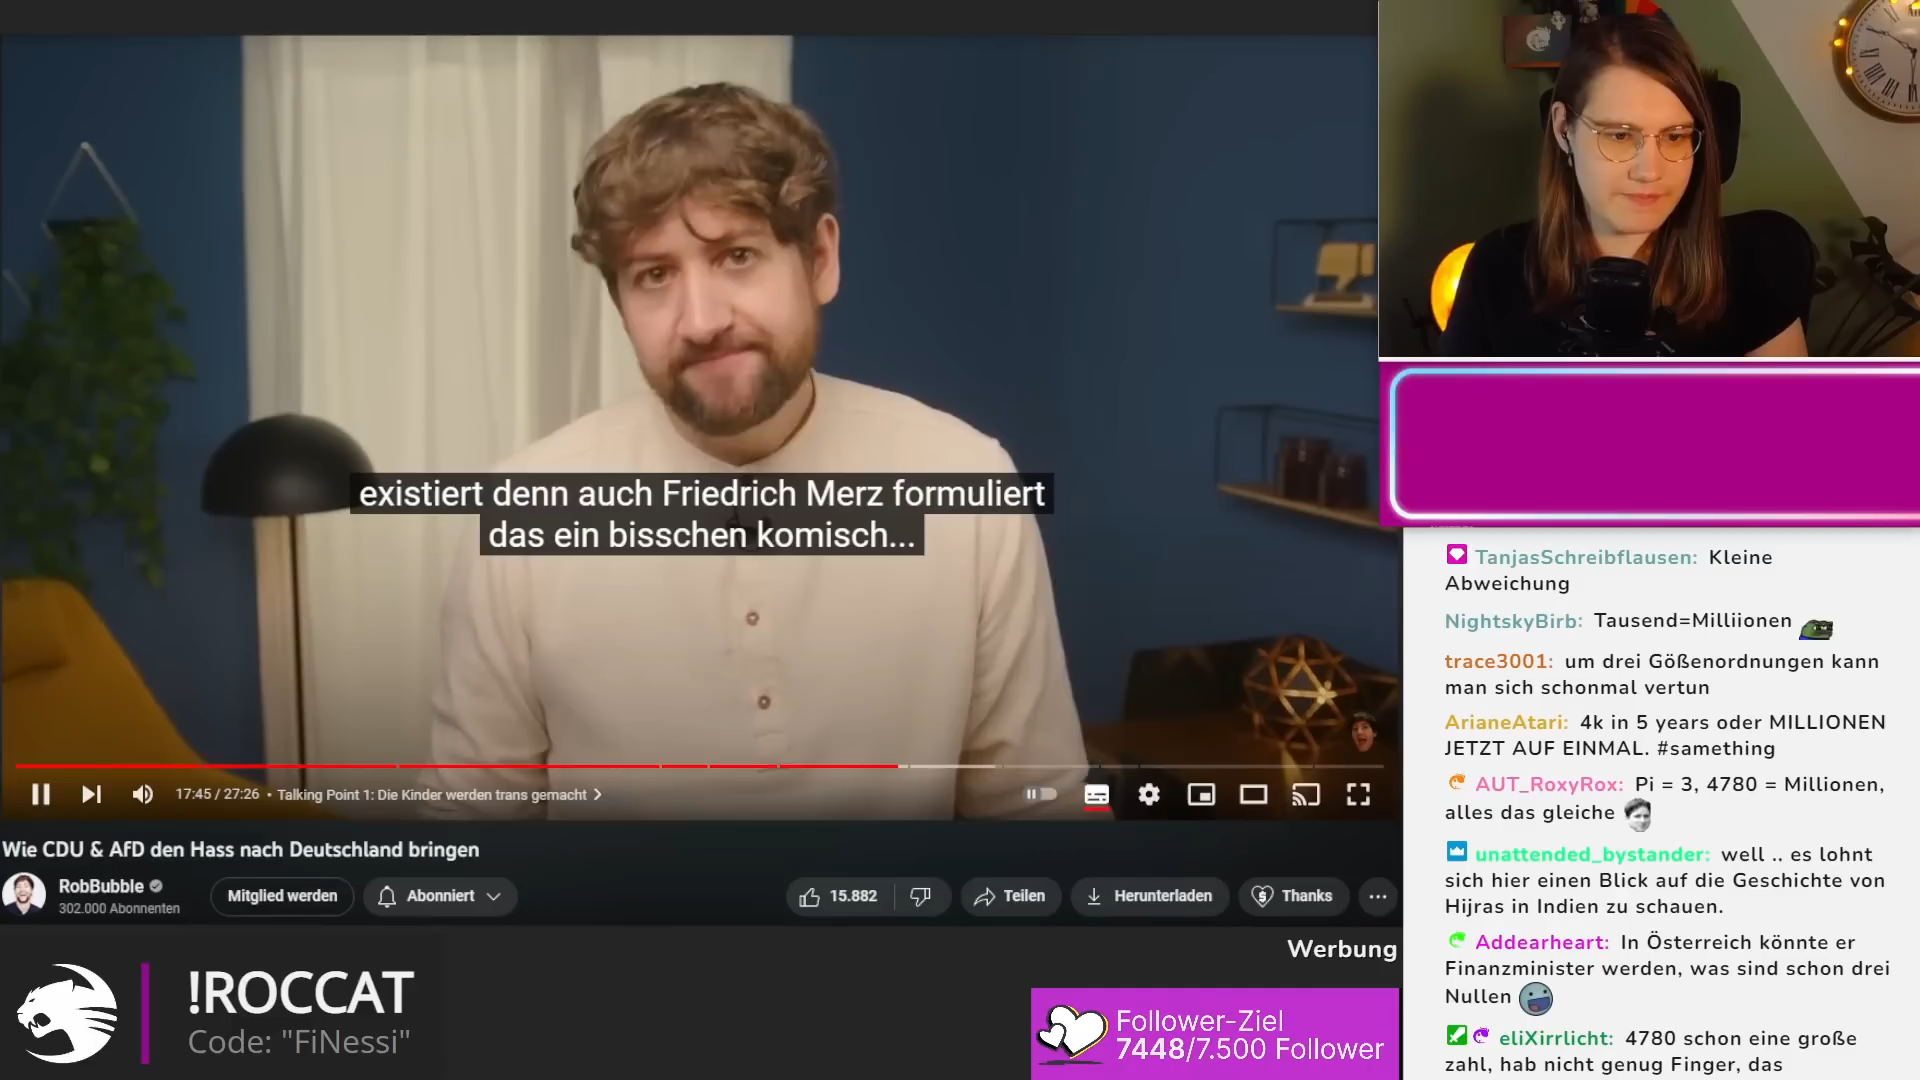 existiert denn auch Friedrich Merz formuliert
das ein bisschen komisch...
17:45 / 27:26 • Talking Point 1: Die Kinder werden trans gemacht
Wie CDU & AfD den Hass nach Deutschland bringen
RobBubble
302.000 Abonnenten
Mitglied werden
Abonniert
15.882
Teilen
Herunterladen
Thanks
Werbung
!ROCCAT
Code: "FiNessi"
Follower-Ziel
7448/7.500 Follower
TanjasSchreibflausen: Kleine
Abweichung
NightskyBirb: Tausend=Milliionen
trace3001: um drei Gößenordnungen kann
man sich schonmal vertun
ArianeAtari: 4k in 5 years oder MILLIONEN
JETZT AUF EINMAL. #samething
AUT_RoxyRox: Pi = 3, 4780 = Millionen,
alles das gleiche
unattended_bystander: well .. es lohnt
sich hier einen Blick auf die Geschichte von
Hijras in Indien zu schauen.
Addearheart: In Österreich könnte er
Finanzminister werden, was sind schon drei
Nullen
eliXirrlicht: 4780 schon eine große
zahl, hab nicht genug Finger, das